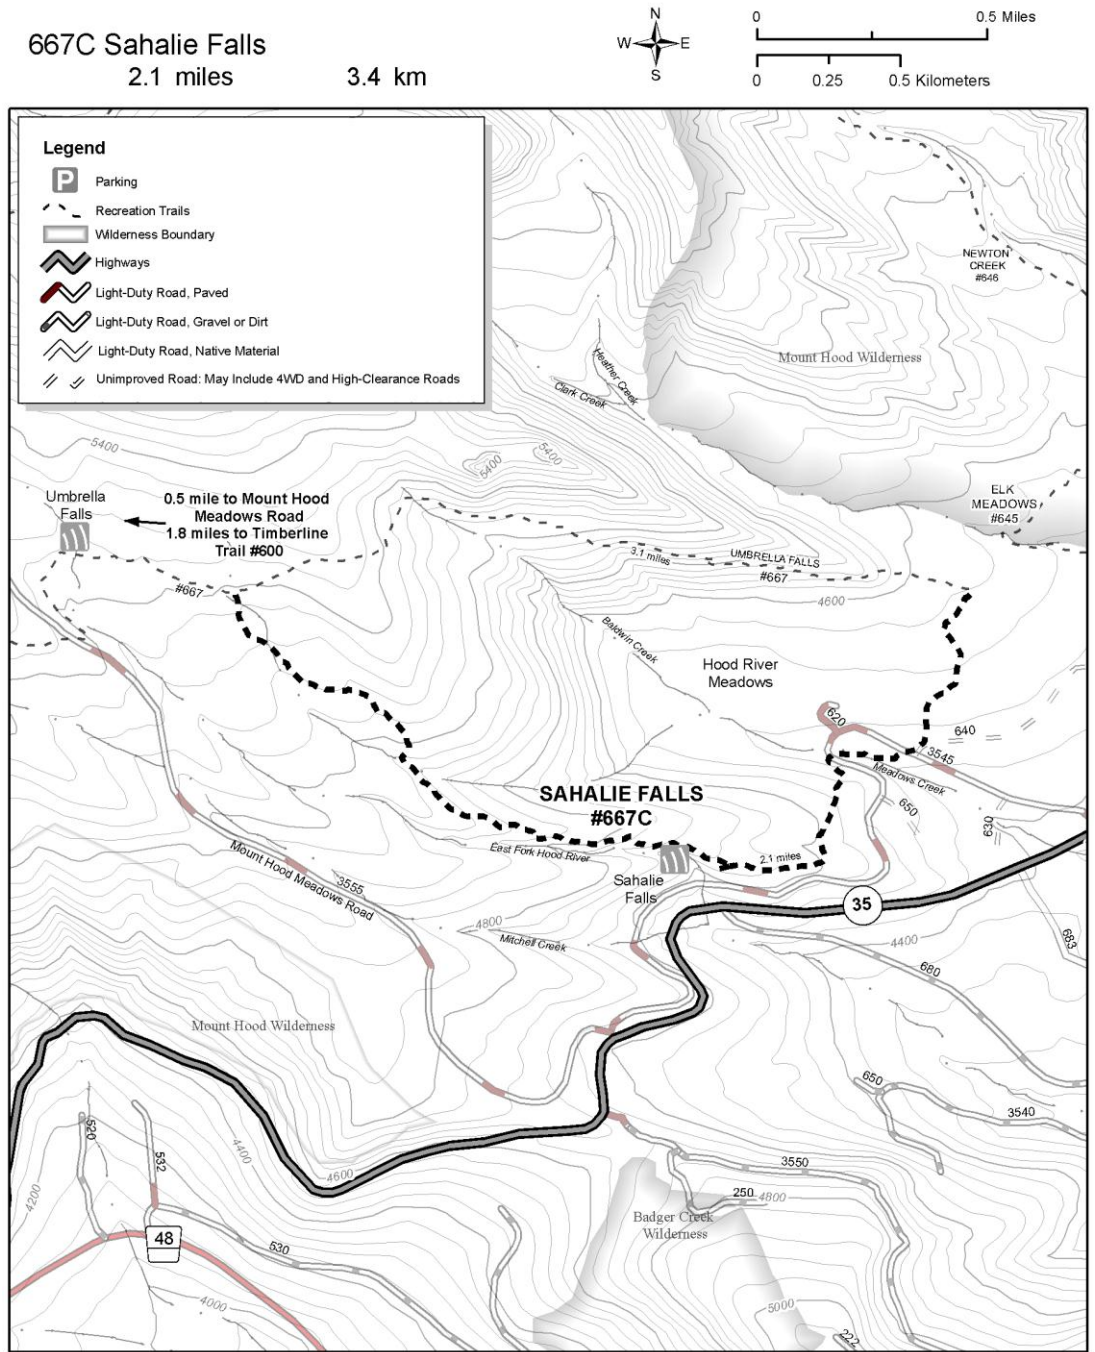 667C Sahalie Falls
2.1 miles 3.4 km
N
W E
S
0 0.5 Miles
0 0.25 0.5 Kilometers
Legend
P Parking
Recreation Trails
Wilderness Boundary
Highways
Light-Duty Road, Paved
Light-Duty Road, Gravel or Dirt
Light-Duty Road, Native Material
Unimproved Road: May Include 4WD and High-Clearance Roads
NEWTON
CREEK
#646
Mount Hood Wilderness
Heather Creek
Clark Creek
5400
5400
5400
Umbrella
Falls
0.5 mile to Mount Hood
Meadows Road
1.8 miles to Timberline
Trail #600
ELK
MEADOWS
#645
3.1 miles
UMBRELLA FALLS
#667
#667
4600
Baldwin Creek
Hood River
Meadows
620
640
3545
Meadows Creek
650
630
SAHALIE FALLS
#667C
East Fork Hood River
2.1 miles
Sahalie
Falls
Mount Hood Meadows Road
3555
35
4800
Mitchell Creek
4400
680
683
Mount Hood Wilderness
650
3540
520
532
4400
4200
4600
3550
250
4800
Badger Creek
Wilderness
48
530
4000
5000
222